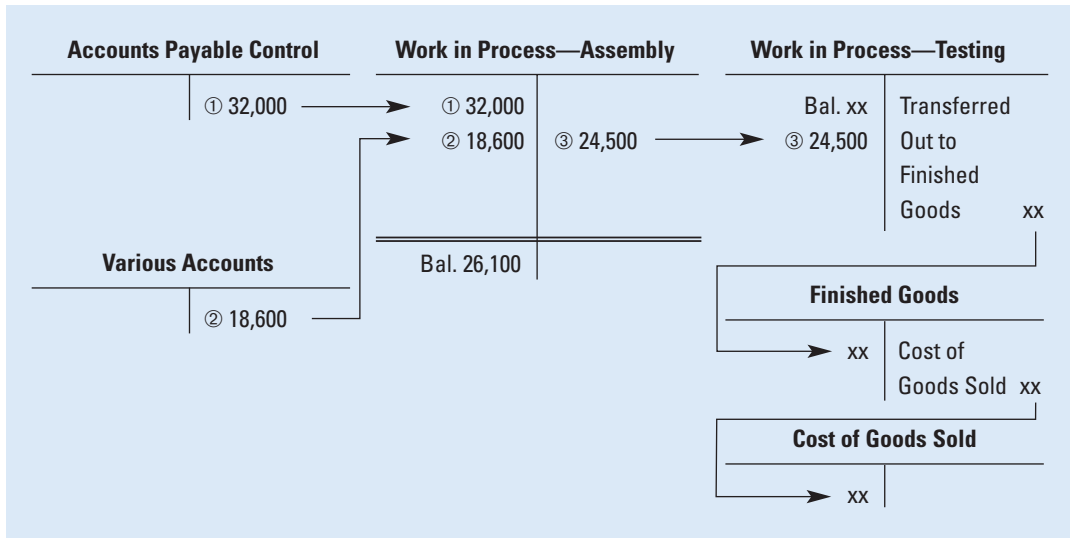 Accounts Payable Control
① 32,000
Work in Process—Assembly
① 32,000
② 18,600 ③ 24,500
Bal. 26,100
Work in Process—Testing
Bal. xx Transferred
③ 24,500 Out to
Finished
Goods xx
Various Accounts
② 18,600
Finished Goods
xx Cost of
Goods Sold xx
Cost of Goods Sold
xx